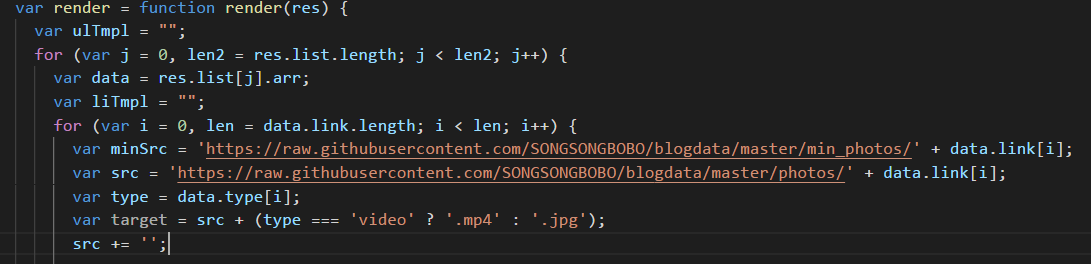 var render = function render(res) {
var ulTmpl = "";
for (var j = 0, len2 = res.list.length; j < len2; j++) {
var data = res.list[j].arr;
var liTmpl = "";
for (var i = 0, len = data.link.length; i < len; i++) {
var minSrc = 'https://raw.githubusercontent.com/SONGSONGBOBO/blogdata/master/min_photos/' + data.link[i];
var src = 'https://raw.githubusercontent.com/SONGSONGBOBO/blogdata/master/photos/' + data.link[i];
var type = data.type[i];
var target = src + (type === 'video' ? '.mp4' : '.jpg');
src += '';